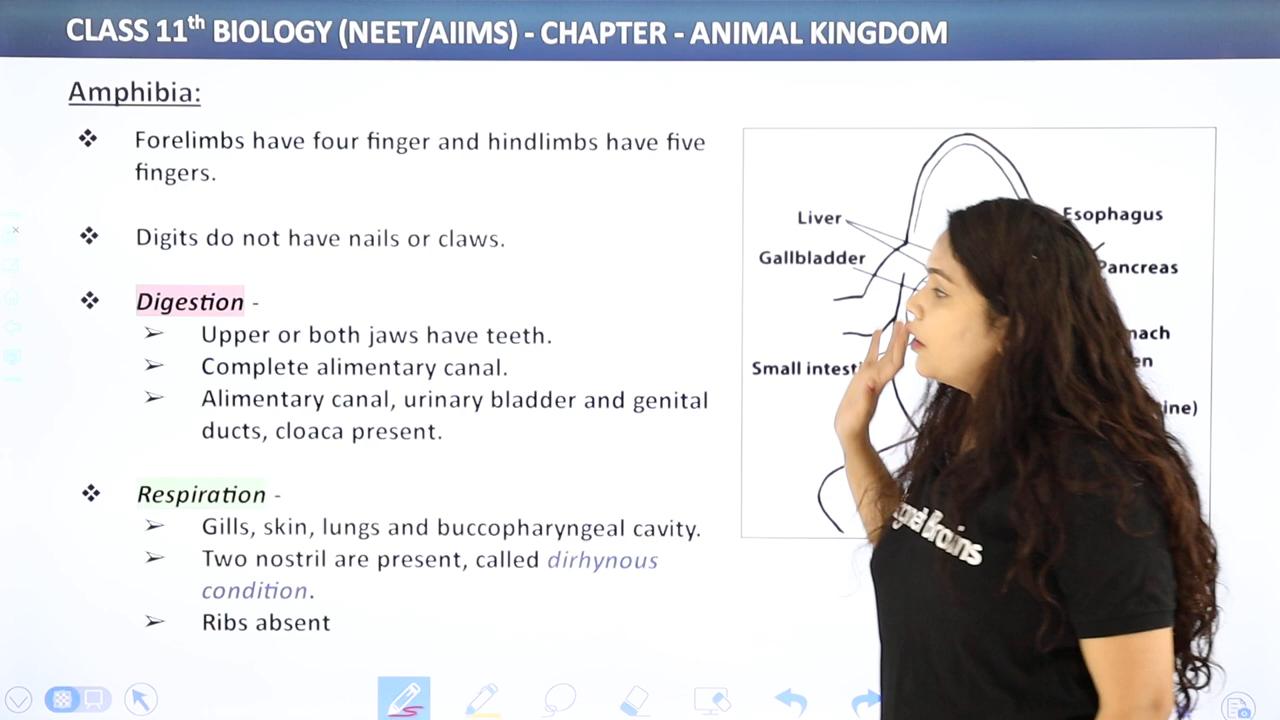 CLASS 11th BIOLOGY (NEET/AIIMS) - CHAPTER - ANIMAL KINGDOM
Amphibia:
❖ Forelimbs have four finger and hindlimbs have five
fingers.
❖ Digits do not have nails or claws.
❖ Digestion -
➢ Upper or both jaws have teeth.
➢ Complete alimentary canal.
➢ Alimentary canal, urinary bladder and genital
ducts, cloaca present.
❖ Respiration -
➢ Gills, skin, lungs and buccopharyngeal cavity.
➢ Two nostril are present, called dirhynous
condition.
➢ Ribs absent
Liver
Gallbladder
Small
Esophagus
Pancreas